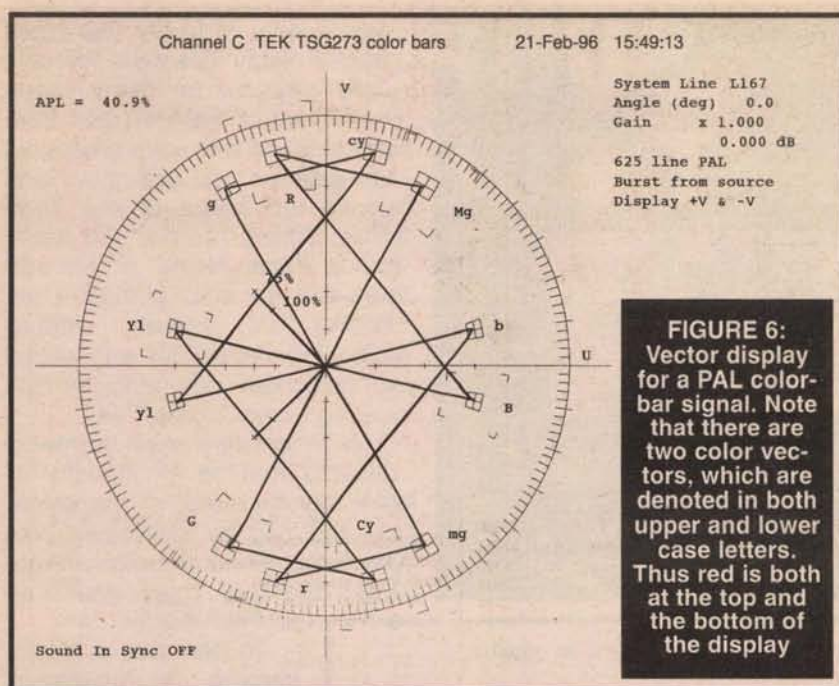 Channel C TEK TSG273 color bars 21-Feb-96 15:49:13
APL = 40.9%
V
System Line L167
Angle (deg) 0.0
Gain x 1.000
0.000 dB
625 line PAL
Burst from source
Display +V & -V
cy
g
R
Mg
75%
100%
Yl
b
U
yl
B
G
Cy
mg
r
Sound In Sync OFF
FIGURE 6:
Vector display
for a PAL color-
bar signal. Note
that there are
two color vec-
tors, which are
denoted in both
upper and lower
case letters.
Thus red is both
at the top and
the bottom of
the display